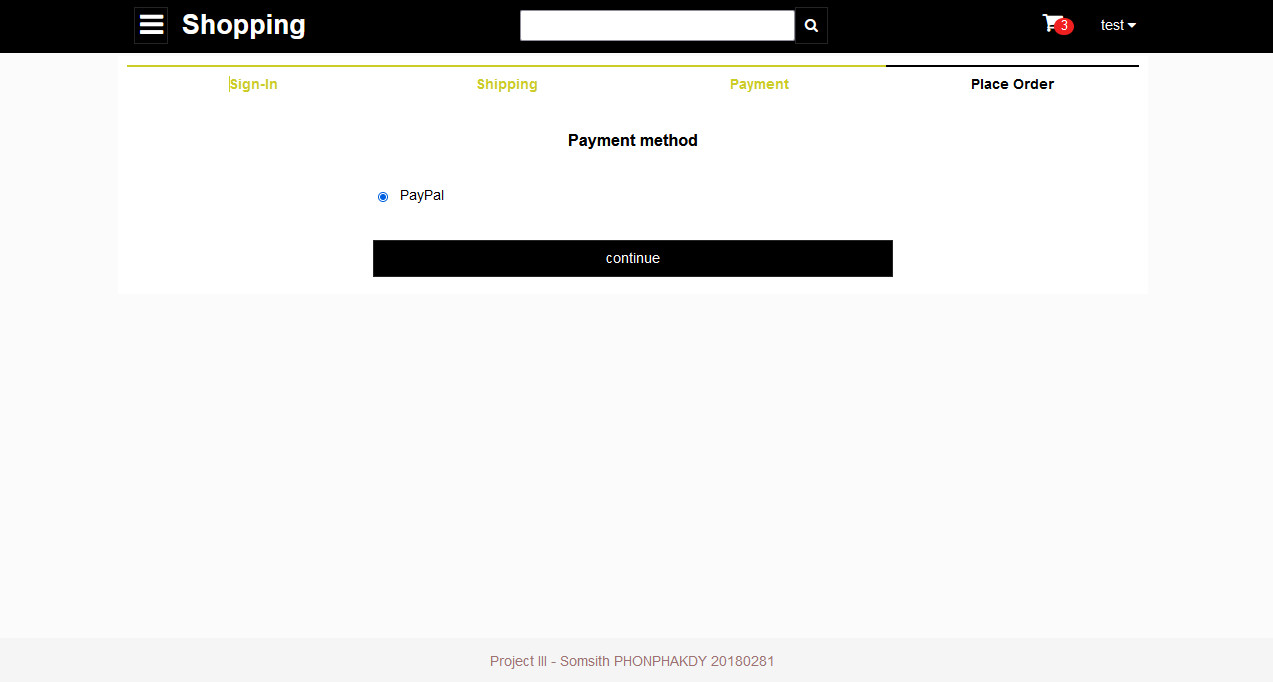 Shopping
3
test
Sign-In Shipping Payment Place Order
Payment method
PayPal
continue
Project III - Somsith PHONPHAKDY 20180281